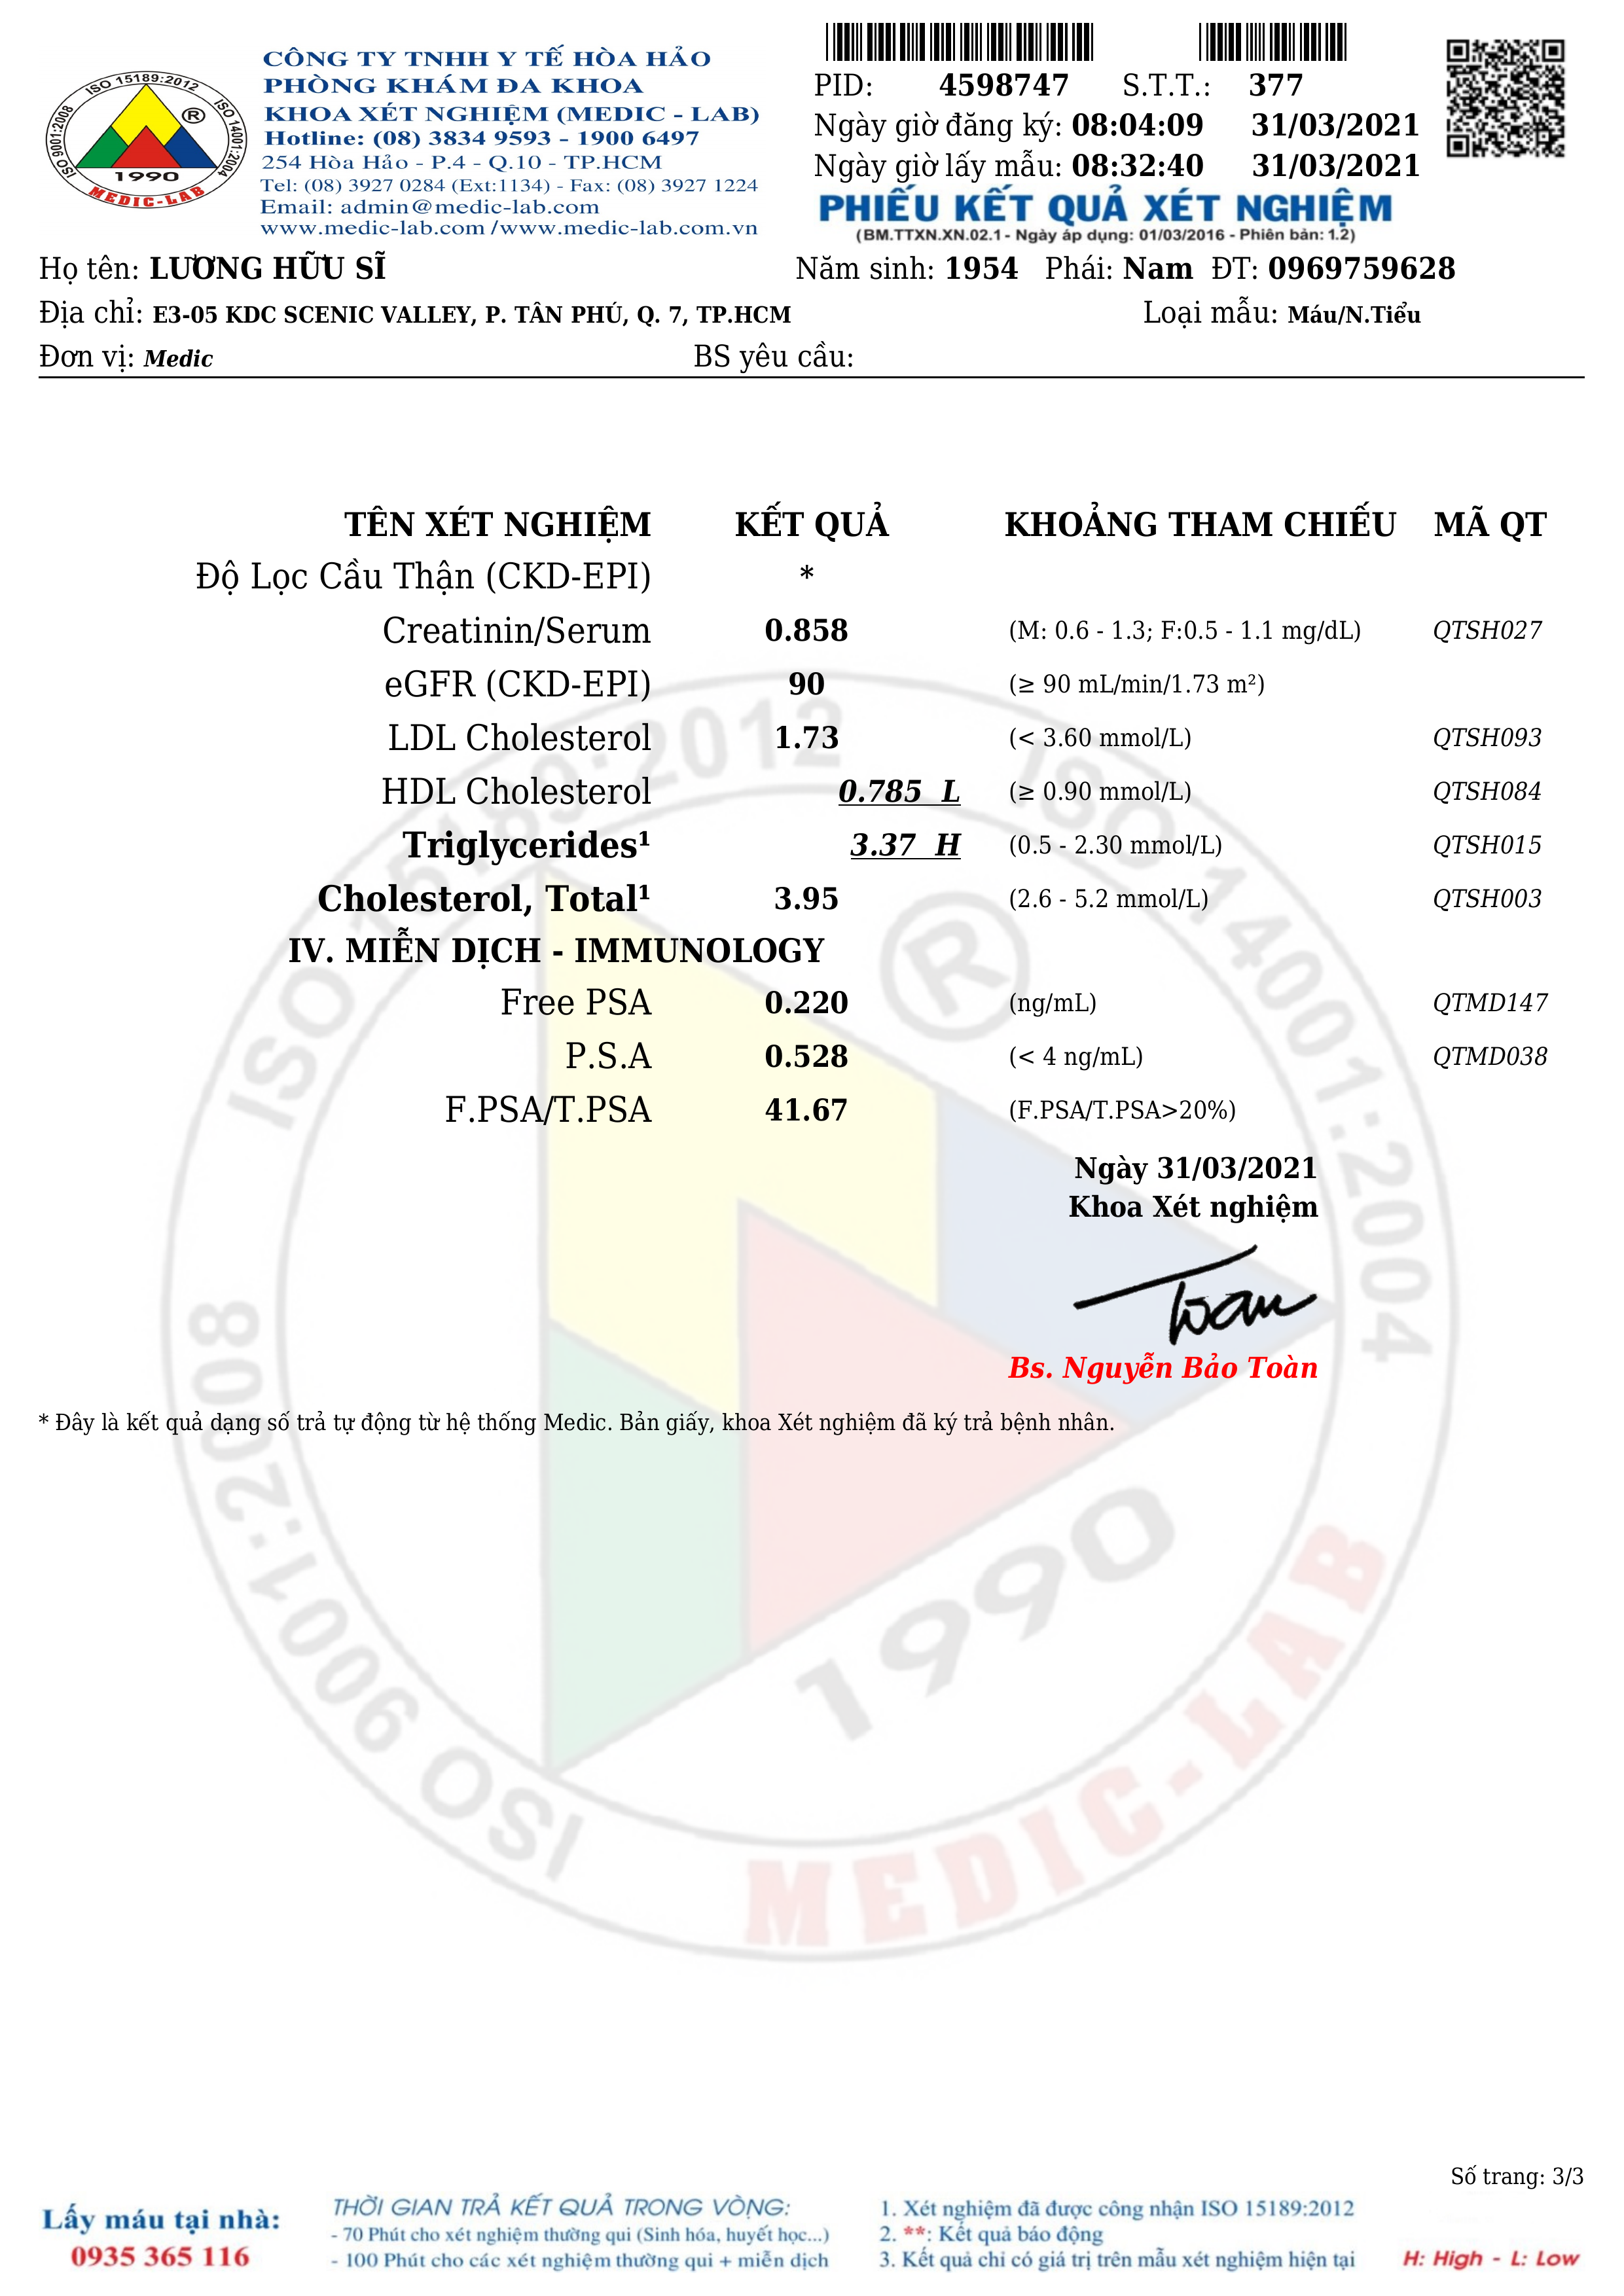 CÔNG TY TNHH Y TẾ HÒA HẢO
PHÒNG KHÁM ĐA KHOA
KHOA XÉT NGHIỆM (MEDIC - LAB)
Hotline: (08) 3834 9593 - 1900 6497
254 Hòa Hảo - P.4 - Q.10 - TP.HCM
Tel: (08) 3927 0284 (Ext:1134) - Fax: (08) 3927 1224
Email: admin@medic-lab.com
www.medic-lab.com /www.medic-lab.com.vn
ISO 9001:2008 ISO 15189:2012 ISO 14001:2004
®
1990
MEDIC-LAB
PID: 4598747 S.T.T.: 377
Ngày giờ đăng ký: 08:04:09 31/03/2021
Ngày giờ lấy mẫu: 08:32:40 31/03/2021
PHIẾU KẾT QUẢ XÉT NGHIỆM
(BM.TTXN.XN.02.1 - Ngày áp dụng: 01/03/2016 - Phiên bản: 1.2)
Họ tên: LƯƠNG HỮU SĨ Năm sinh: 1954 Phái: Nam ĐT: 0969759628
Địa chỉ: E3-05 KDC SCENIC VALLEY, P. TÂN PHÚ, Q. 7, TP.HCM Loại mẫu: Máu/N.Tiểu
Đơn vị: Medic BS yêu cầu:
TÊN XÉT NGHIỆM KẾT QUẢ KHOẢNG THAM CHIẾU MÃ QT
Độ Lọc Cầu Thận (CKD-EPI) *
Creatinin/Serum 0.858 (M: 0.6 - 1.3; F:0.5 - 1.1 mg/dL) QTSH027
eGFR (CKD-EPI) 90 (≥ 90 mL/min/1.73 m²)
LDL Cholesterol 1.73 (< 3.60 mmol/L) QTSH093
HDL Cholesterol 0.785 L (≥ 0.90 mmol/L) QTSH084
Triglycerides¹ 3.37 H (0.5 - 2.30 mmol/L) QTSH015
Cholesterol, Total¹ 3.95 (2.6 - 5.2 mmol/L) QTSH003
IV. MIỄN DỊCH - IMMUNOLOGY
Free PSA 0.220 (ng/mL) QTMD147
P.S.A 0.528 (< 4 ng/mL) QTMD038
F.PSA/T.PSA 41.67 (F.PSA/T.PSA>20%)
Ngày 31/03/2021
Khoa Xét nghiệm
Toan
Bs. Nguyễn Bảo Toàn
* Đây là kết quả dạng số trả tự động từ hệ thống Medic. Bản giấy, khoa Xét nghiệm đã ký trả bệnh nhân.
ISO 9001:2008 ISO 15189:2012 ISO 14001:2004
®
1990
MEDIC-LAB
Số trang: 3/3
Lấy máu tại nhà:
0935 365 116
THỜI GIAN TRẢ KẾT QUẢ TRONG VÒNG:
- 70 Phút cho xét nghiệm thường qui (Sinh hóa, huyết học...)
- 100 Phút cho các xét nghiệm thường qui + miễn dịch
1. Xét nghiệm đã được công nhận ISO 15189:2012
2. **: Kết quả báo động
3. Kết quả chỉ có giá trị trên mẫu xét nghiệm hiện tại
H: High - L: Low